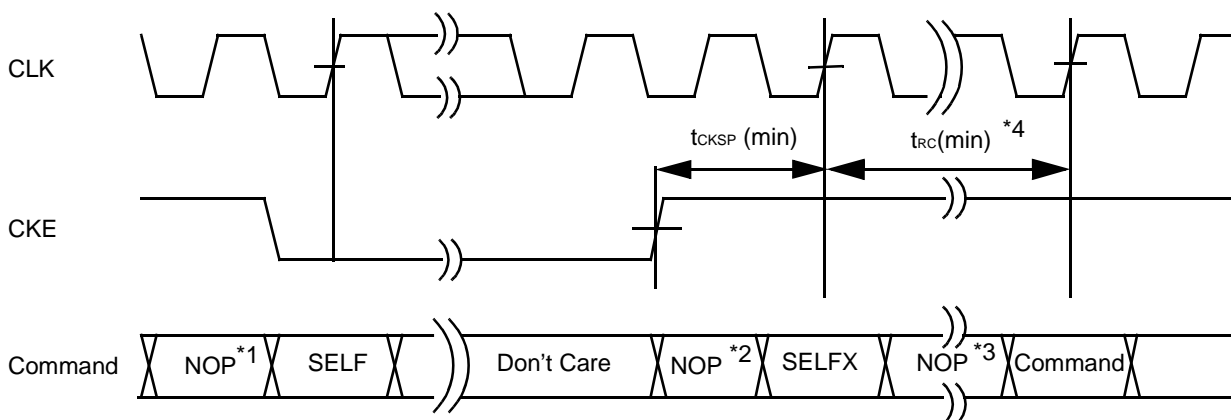 CLK
tCKSP (min)
tRC(min) *4
CKE
Command NOP*1 SELF Don't Care NOP*2 SELFX NOP*3 Command